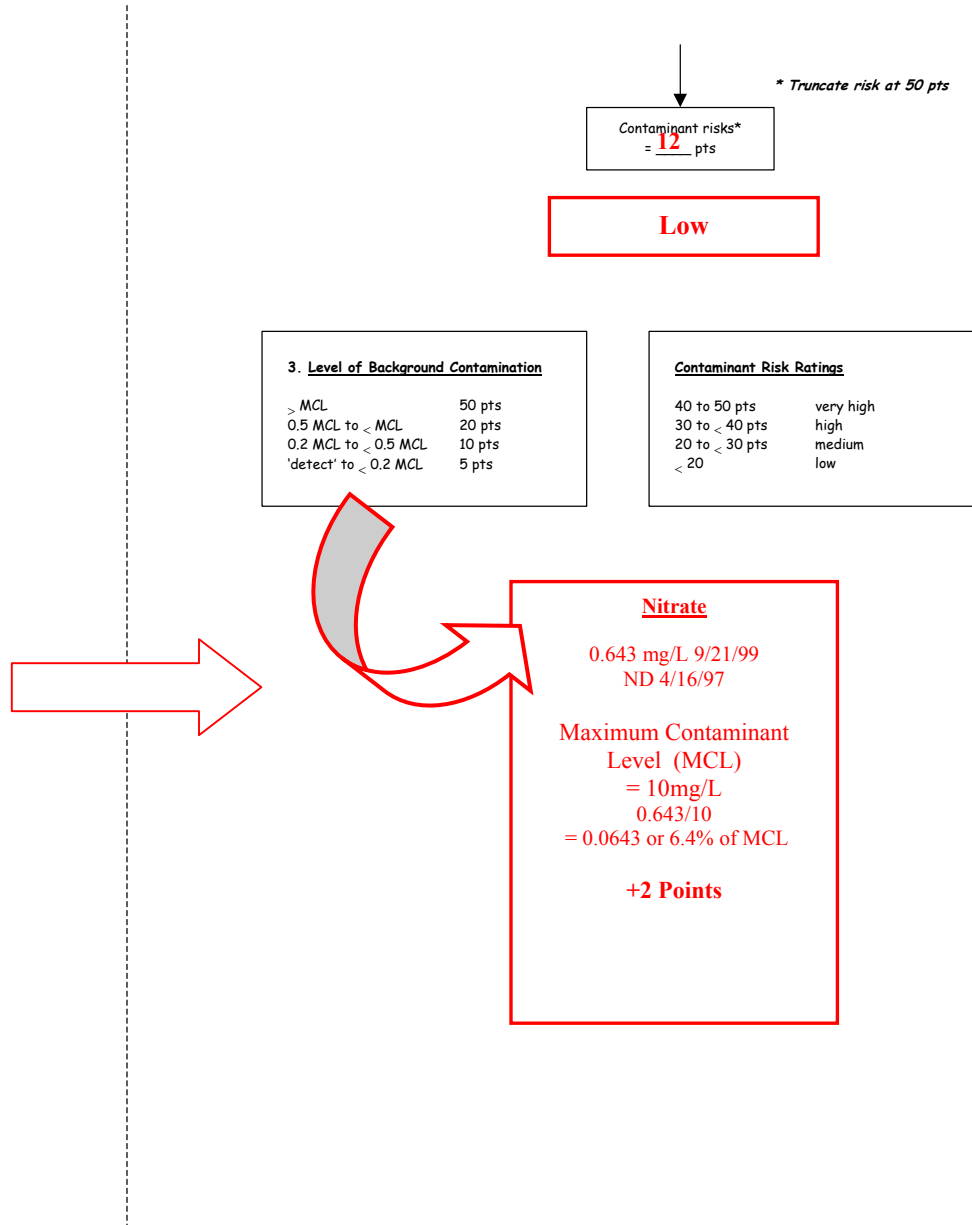 * Truncate risk at 50 pts
Contaminant risks*
= 12 pts
Low
3. Level of Background Contamination
> MCL 50 pts
0.5 MCL to < MCL 20 pts
0.2 MCL to < 0.5 MCL 10 pts
‘detect’ to < 0.2 MCL 5 pts
Contaminant Risk Ratings
40 to 50 pts very high
30 to < 40 pts high
20 to < 30 pts medium
< 20 low
Nitrate
0.643 mg/L 9/21/99
ND 4/16/97
Maximum Contaminant
Level (MCL)
= 10mg/L
0.643/10
= 0.0643 or 6.4% of MCL
+2 Points